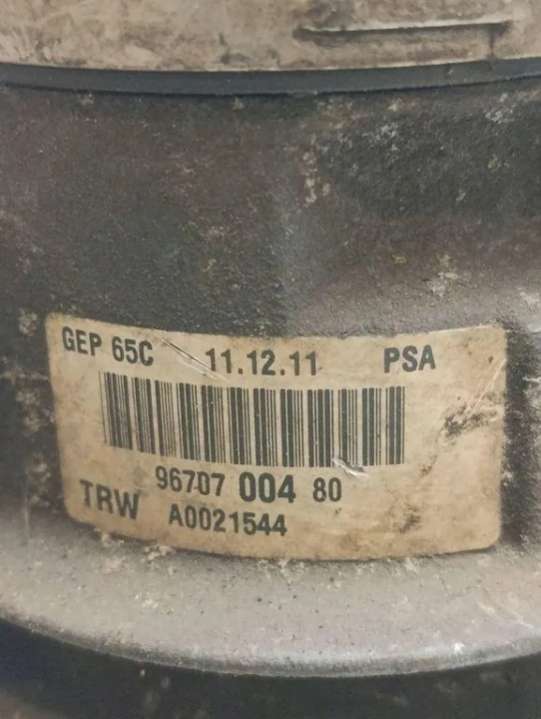 GEP 65C 11.12.11 PSA
96707 004 80
TRW A0021544